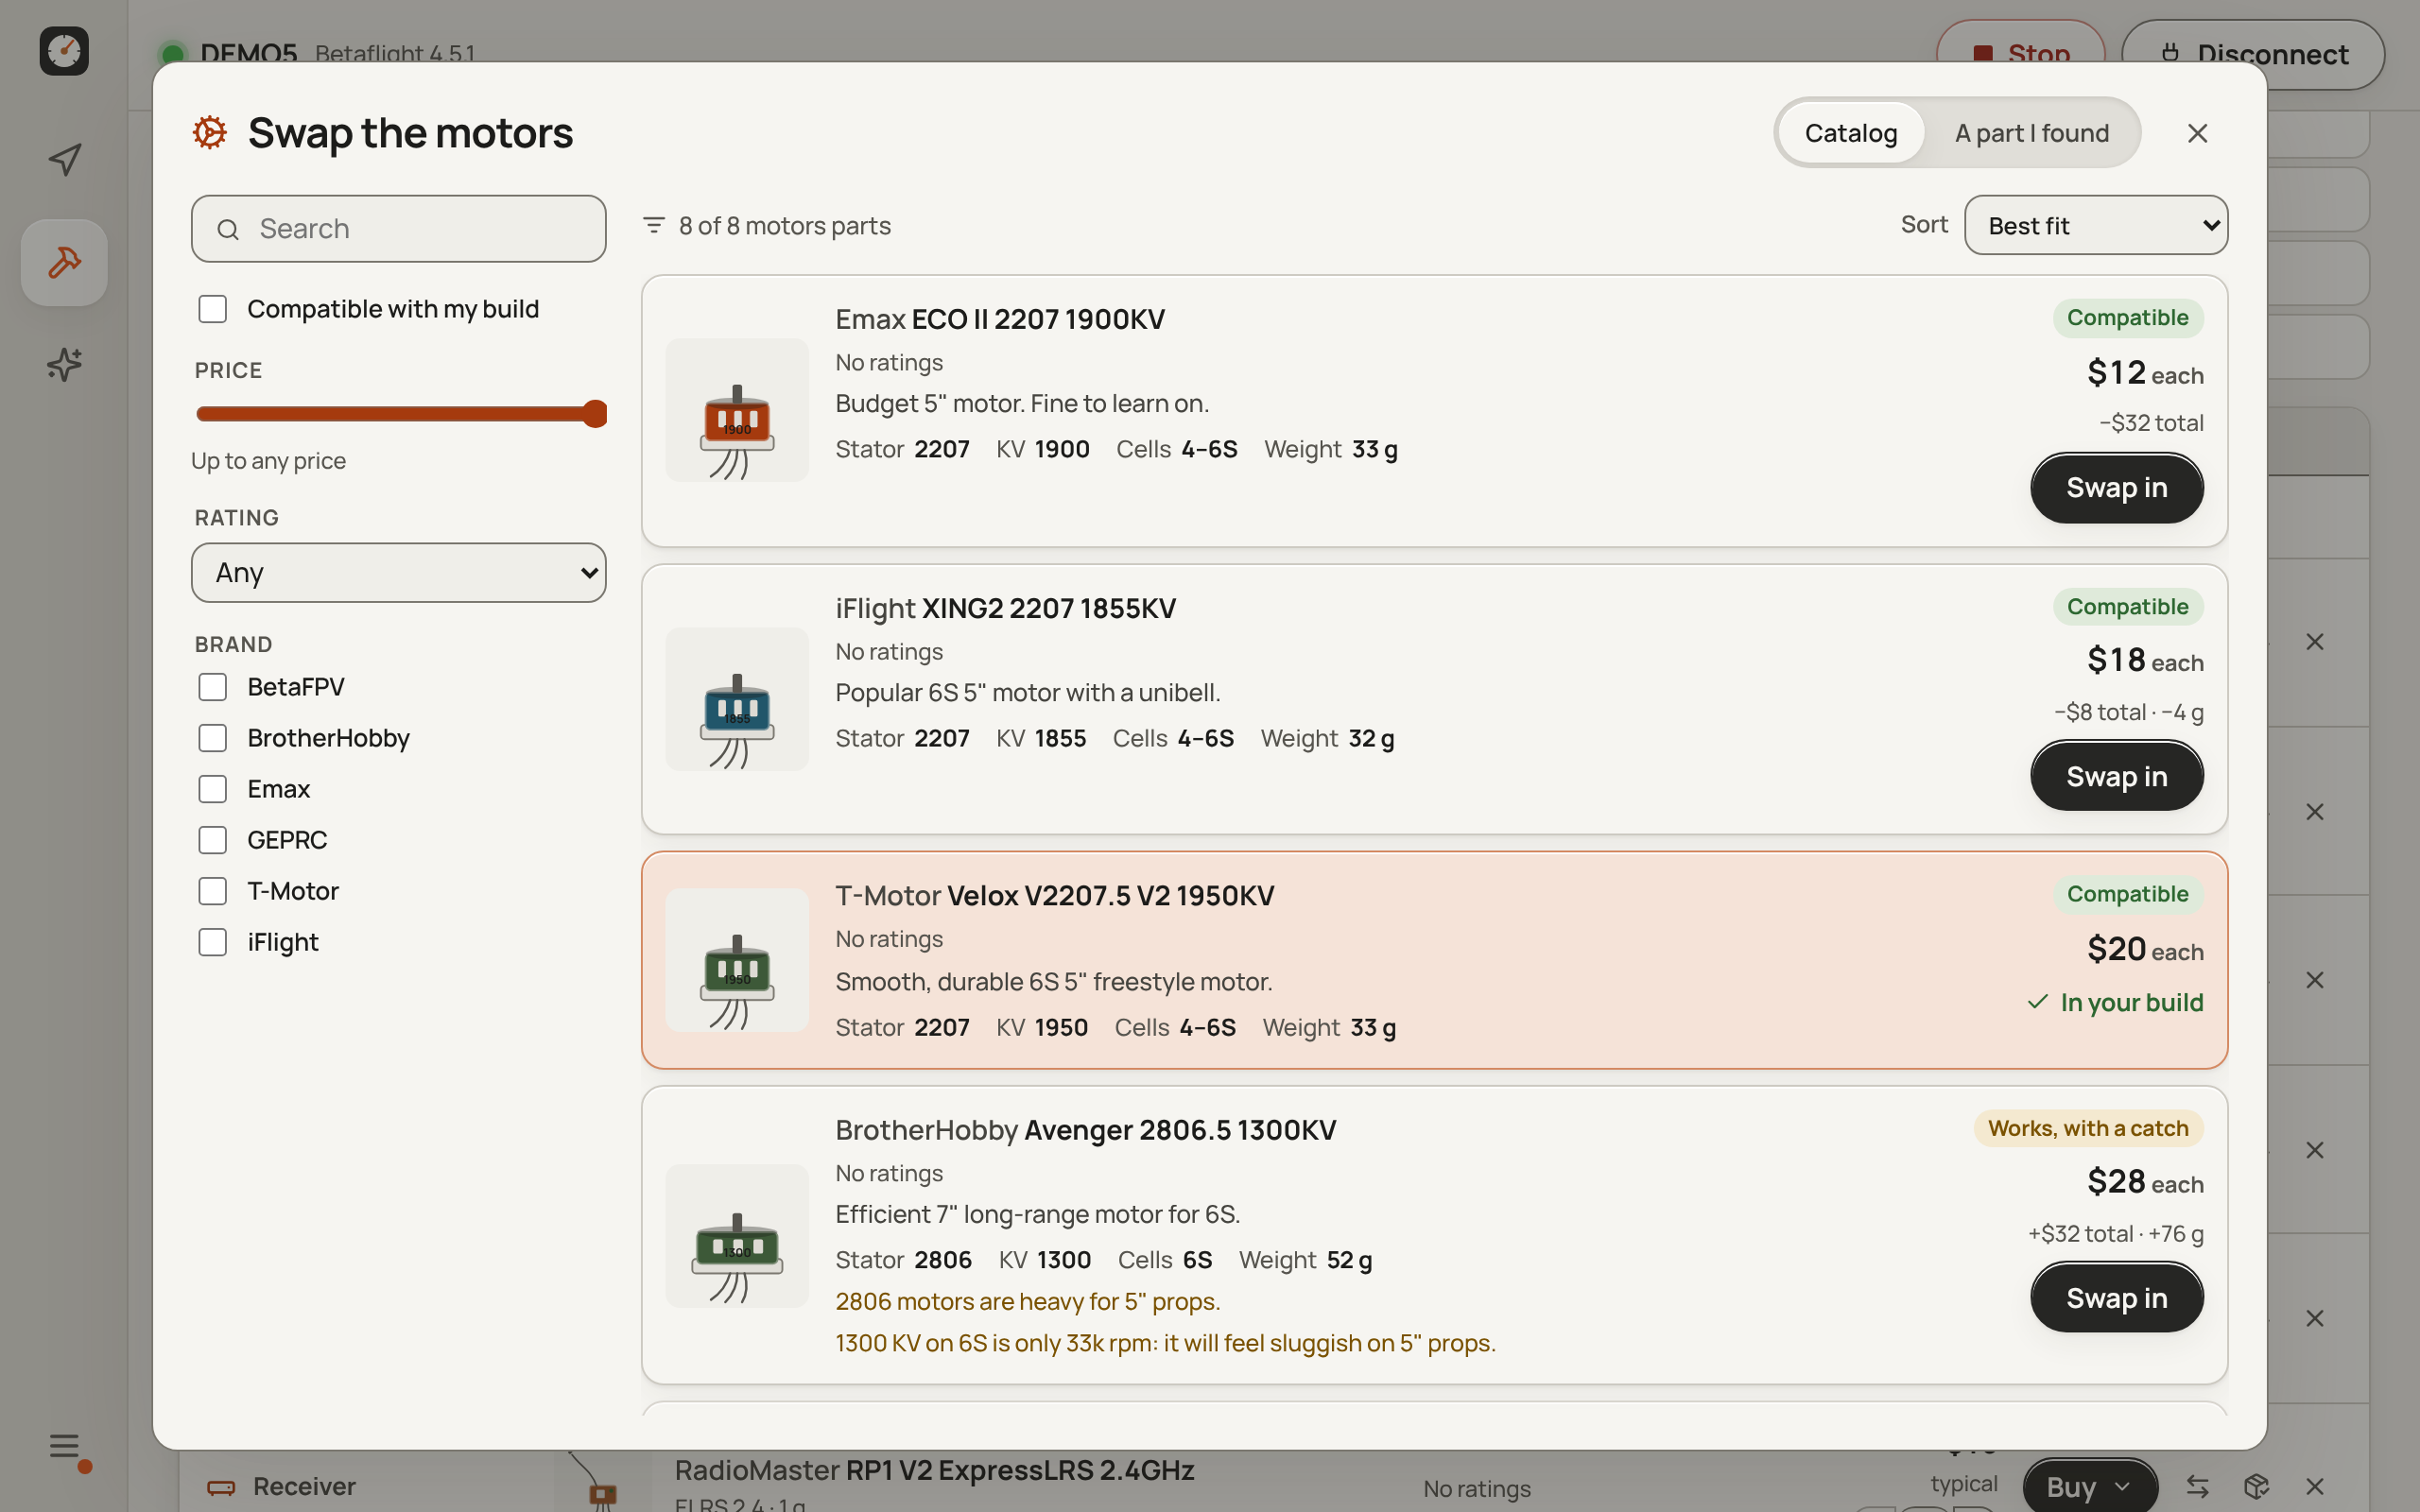 DEMO5 Betaflight 4.5.1
Stop
Disconnect
Swap the motors
Catalog
A part I found
Search
Compatible with my build
PRICE
Up to any price
RATING
Any
BRAND
BetaFPV
BrotherHobby
Emax
GEPRC
T-Motor
iFlight
8 of 8 motors parts
Sort
Best fit
Emax ECO II 2207 1900KV
No ratings
Budget 5" motor. Fine to learn on.
Stator 2207 KV 1900 Cells 4–6S Weight 33 g
1900
Compatible
$12 each
−$32 total
Swap in
iFlight XING2 2207 1855KV
No ratings
Popular 6S 5" motor with a unibell.
Stator 2207 KV 1855 Cells 4–6S Weight 32 g
1855
Compatible
$18 each
−$8 total · −4 g
Swap in
T-Motor Velox V2207.5 V2 1950KV
No ratings
Smooth, durable 6S 5" freestyle motor.
Stator 2207 KV 1950 Cells 4–6S Weight 33 g
1950
Compatible
$20 each
In your build
BrotherHobby Avenger 2806.5 1300KV
No ratings
Efficient 7" long-range motor for 6S.
Stator 2806 KV 1300 Cells 6S Weight 52 g
2806 motors are heavy for 5" props.
1300 KV on 6S is only 33k rpm: it will feel sluggish on 5" props.
1300
Works, with a catch
$28 each
+$32 total · +76 g
Swap in
Receiver
RadioMaster RP1 V2 ExpressLRS 2.4GHz
ELRS 2.4 · 1 g
No ratings
typical
Buy